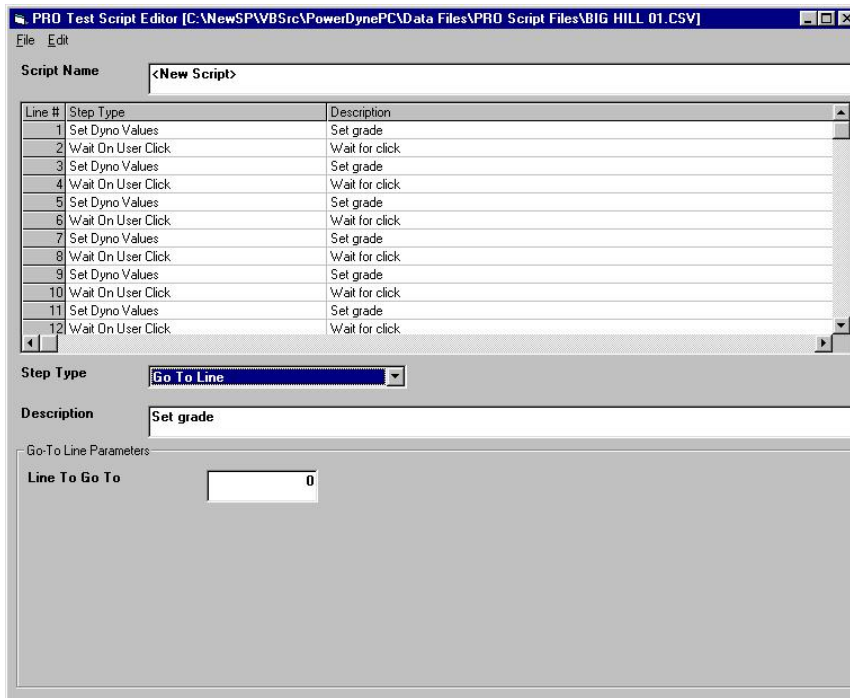 PRO Test Script Editor [C:\NewSP\VBSrc\PowerDynePC\Data Files\PRO Script Files\BIG HILL 01.CSV]
File Edit
Script Name <New Script>
Line # Step Type Description
1 Set Dyno Values Set grade
2 Wait On User Click Wait for click
3 Set Dyno Values Set grade
4 Wait On User Click Wait for click
5 Set Dyno Values Set grade
6 Wait On User Click Wait for click
7 Set Dyno Values Set grade
8 Wait On User Click Wait for click
9 Set Dyno Values Set grade
10 Wait On User Click Wait for click
11 Set Dyno Values Set grade
12 Wait On User Click Wait for click
Step Type Go To Line
Description Set grade
Go-To Line Parameters
Line To Go To 0